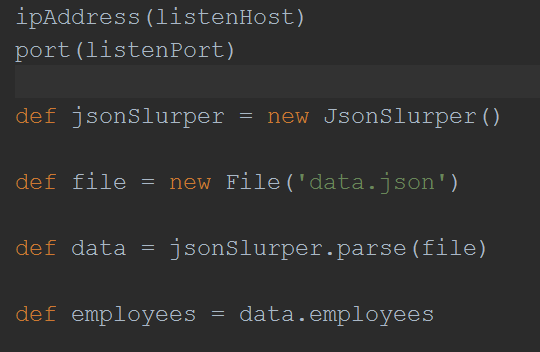 ipAddress(listenHost)
port(listenPort)
def jsonSlurper = new JsonSlurper()
def file = new File('data.json')
def data = jsonSlurper.parse(file)
def employees = data.employees